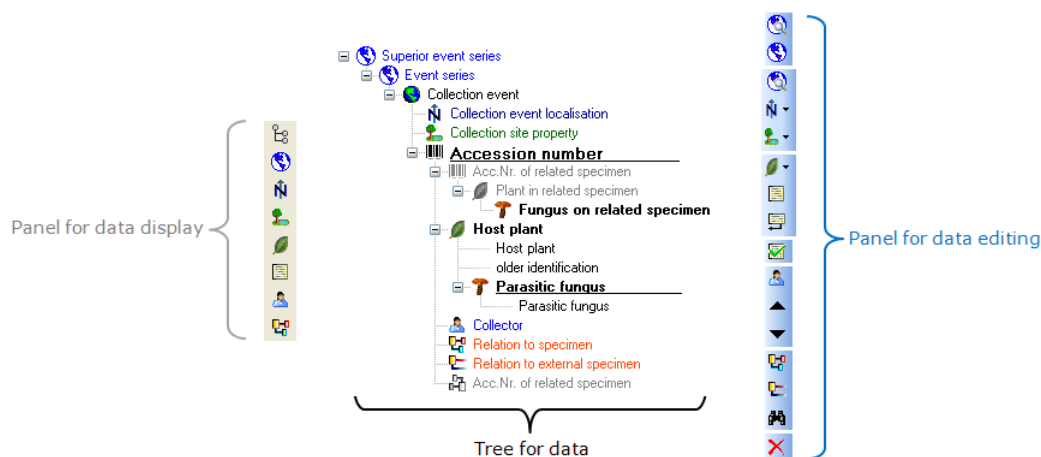 Superior event series
Event series
Collection event
Collection event localisation
Collection site property
Accession number
Acc.Nr. of related specimen
Plant in related specimen
Fungus on related specimen
Panel for data display
Host plant
Panel for data editing
Host plant
older identification
Parasitic fungus
Parasitic fungus
Collector
Relation to specimen
Relation to external specimen
Acc.Nr. of related specimen
Tree for data